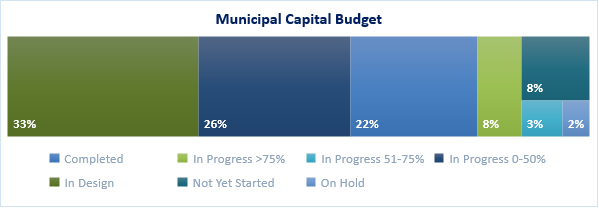 Municipal Capital Budget
8%
33% 26% 22% 8% 3% 2%
Completed In Progress >75% In Progress 51-75% In Progress 0-50%
In Design Not Yet Started On Hold